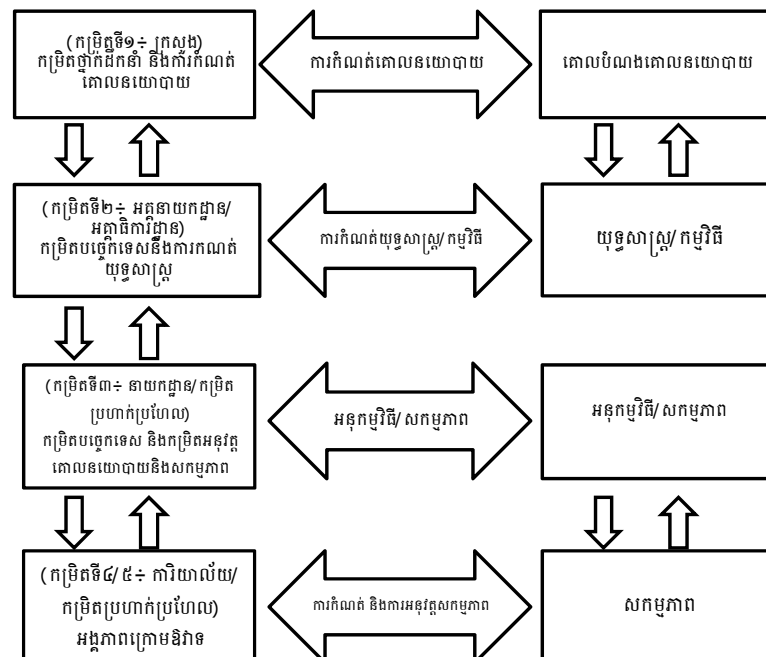 (កម្រិតទី១÷ ក្រសួង)
កម្រិតថ្នាក់ដឹកនាំ និងការកំណត់
គោលនយោបាយ
ការកំណត់គោលនយោបាយ
គោលបំណងគោលនយោបាយ
(កម្រិតទី២÷ អគ្គនាយកដ្ឋាន/
អគ្គាធិការដ្ឋាន)
កម្រិតបច្ចេកទេសនិងការកណត់
យុទ្ធសាស្ត្រ
ការកំណត់យុទ្ធសាស្ត្រ/កម្មវិធី
យុទ្ធសាស្ត្រ/កម្មវិធី
(កម្រិតទី៣÷ នាយកដ្ឋាន/កម្រិត
ប្រហាក់ប្រហែល)
កម្រិតបច្ចេកទេស និងកម្រិតអនុវត្ត
គោលនយោបាយនិងសកម្មភាព
អនុកម្មវិធី/សកម្មភាព
អនុកម្មវិធី/សកម្មភាព
(កម្រិតទី៤/៥÷ ការិយាល័យ/
កម្រិតប្រហាក់ប្រហែល)
អង្គភាពក្រោមឱវាទ
ការកំណត់ និងការអនុវត្តសកម្មភាព
សកម្មភាព